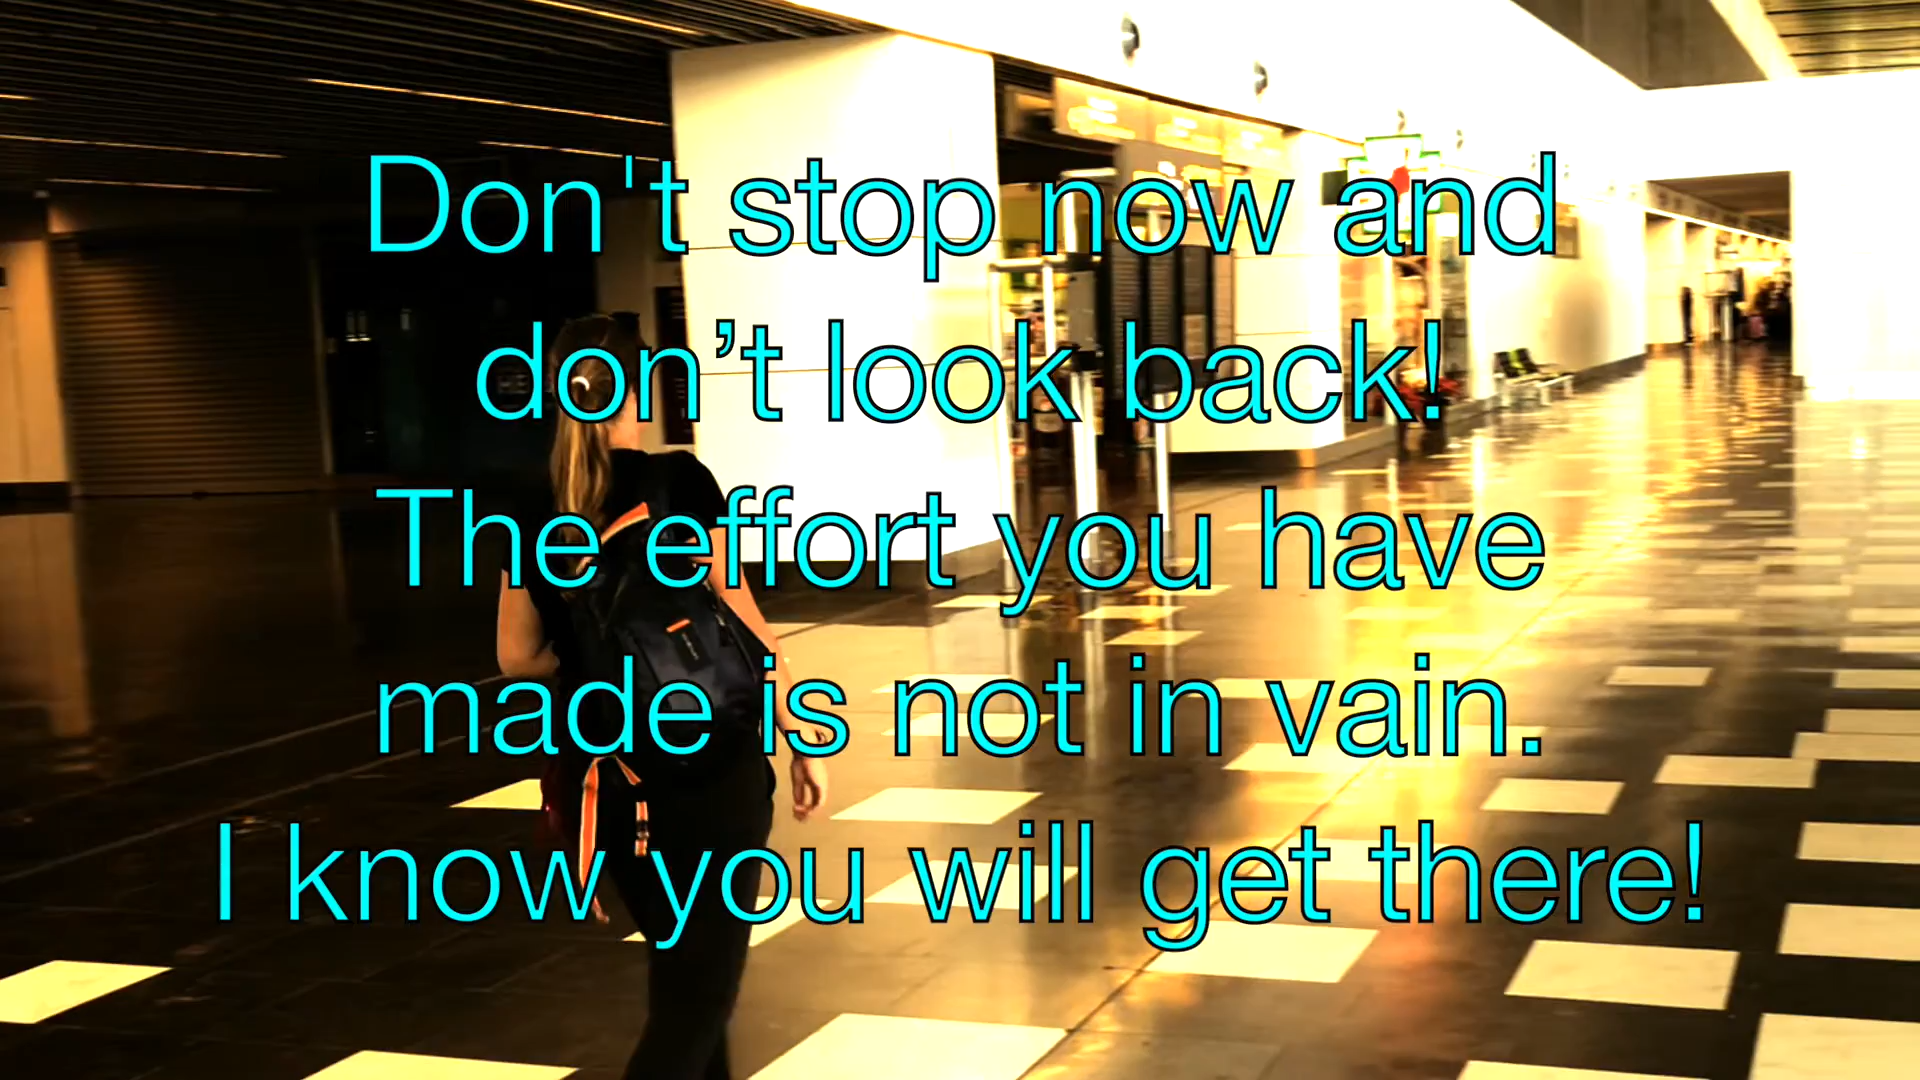 Don't stop now and
don’t look back!
The effort you have
made is not in vain.
I know you will get there!